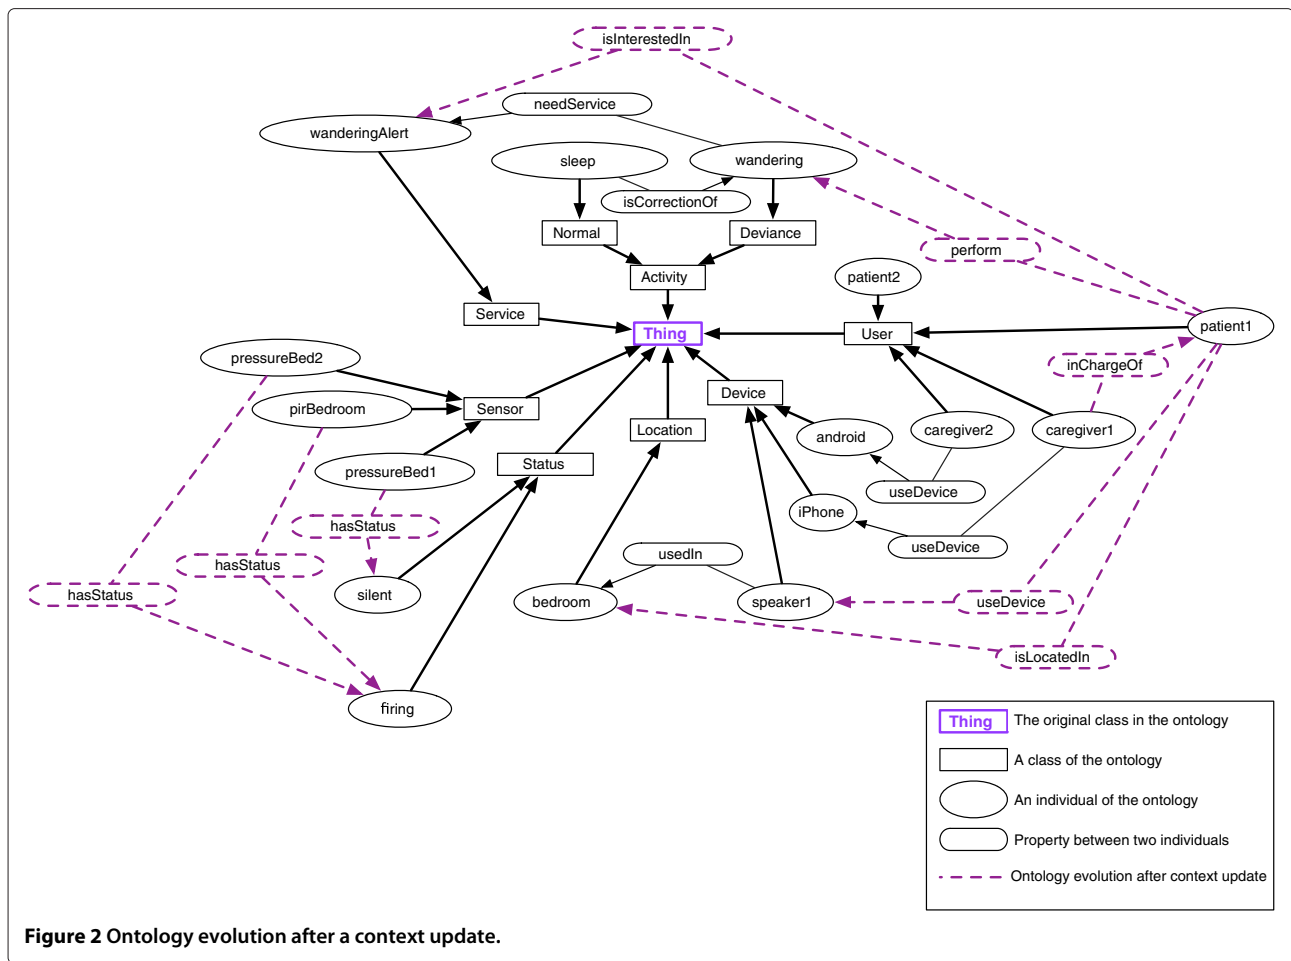 isInterestedIn
needService
wanderingAlert
sleep
wandering
isCorrectionOf
Normal
Deviance
perform
Activity
patient2
Service
Thing
User
patient1
pressureBed2
inChargeOf
Device
pirBedroom
Sensor
Location
android
caregiver2
caregiver1
pressureBed1
Status
useDevice
iPhone
hasStatus
useDevice
usedIn
hasStatus
hasStatus
silent
bedroom
speaker1
useDevice
isLocatedIn
firing
Thing The original class in the ontology
A class of the ontology
An individual of the ontology
Property between two individuals
Ontology evolution after context update
Figure 2 Ontology evolution after a context update.